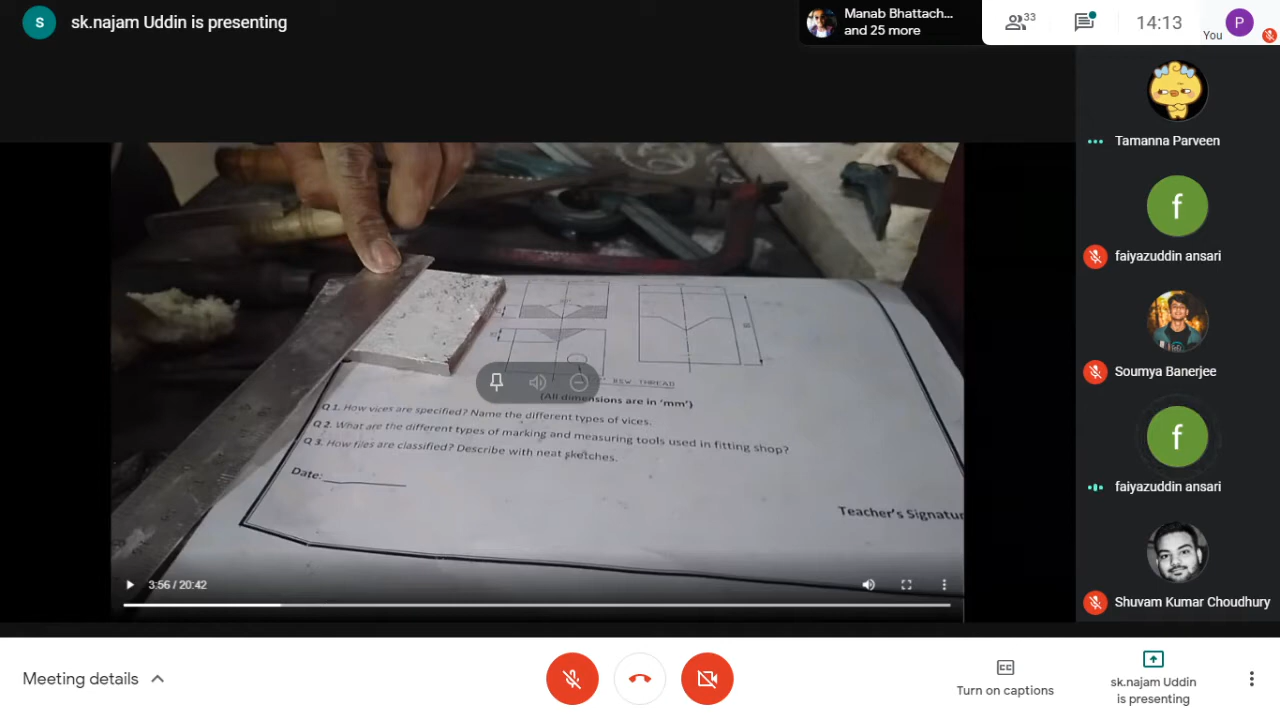 S
sk.najam Uddin is presenting
Manab Bhattach...
and 25 more
33
14:13
You
P
Tamanna Parveen
f
faiyazuddin ansari
Soumya Banerjee
f
faiyazuddin ansari
Shuvam Kumar Choudhury
BSW THREAD
(All dimensions are in 'mm')
Q 1. How vices are specified? Name the different types of vices.
Q 2. What are the different types of marking and measuring tools used in fitting shop?
Q 3. How files are classified? Describe with neat sketches.
Date:
Teacher's Signatur
3:56 / 20:42
Meeting details
CC
Turn on captions
sk.najam Uddin
is presenting